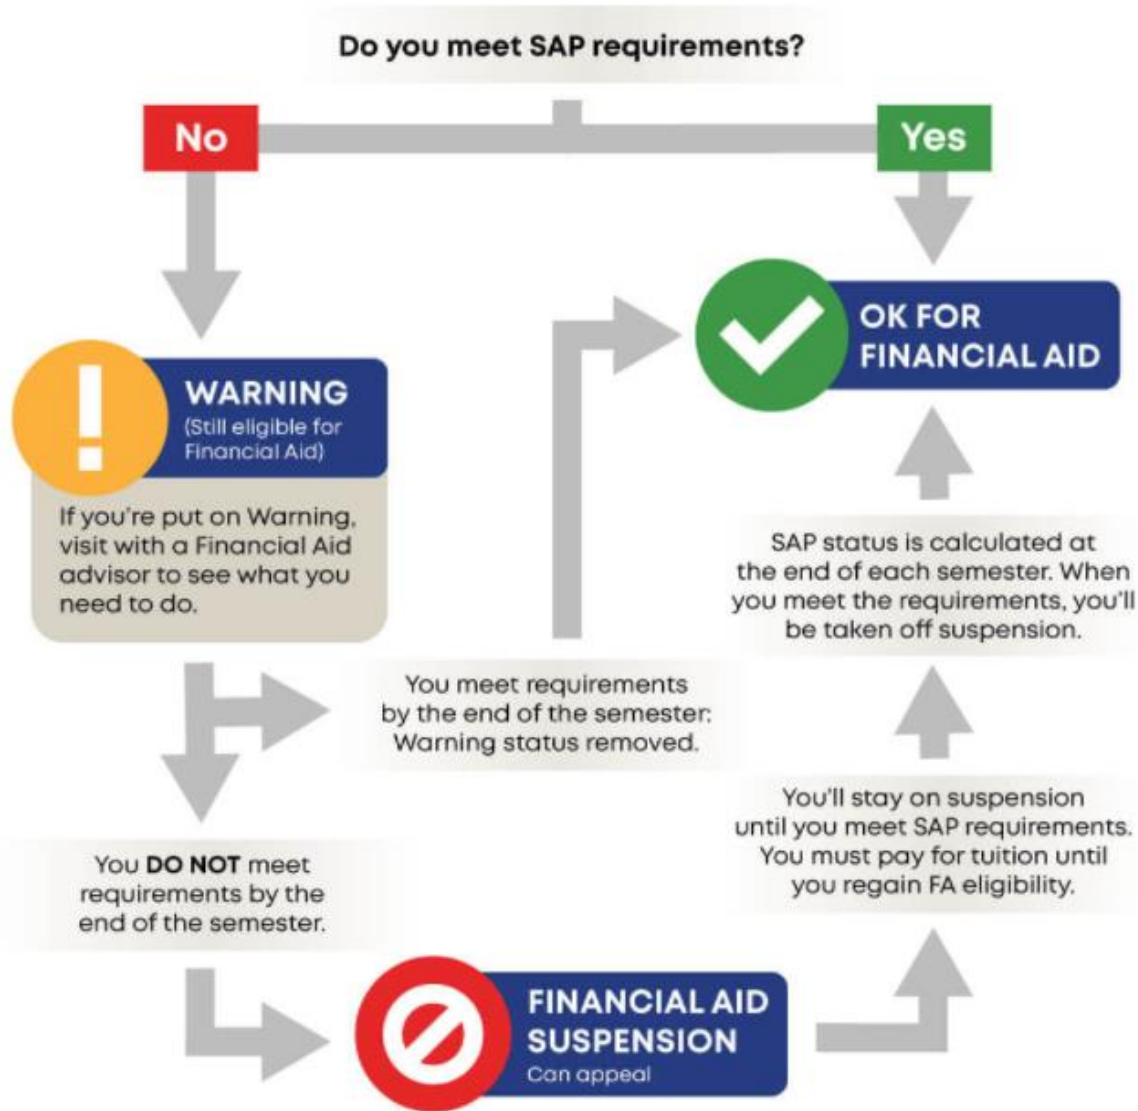 Do you meet SAP requirements?
No
Yes
OK FOR
FINANCIAL AID
WARNING
(Still eligible for
Financial Aid)
If you're put on Warning,
visit with a Financial Aid
advisor to see what you
need to do.
You meet requirements
by the end of the semester:
Warning status removed.
You DO NOT meet
requirements by the
end of the semester.
FINANCIAL AID
SUSPENSION
Can appeal
You'll stay on suspension
until you meet SAP requirements.
You must pay for tuition until
you regain FA eligibility.
SAP status is calculated at
the end of each semester. When
you meet the requirements, you'll
be taken off suspension.